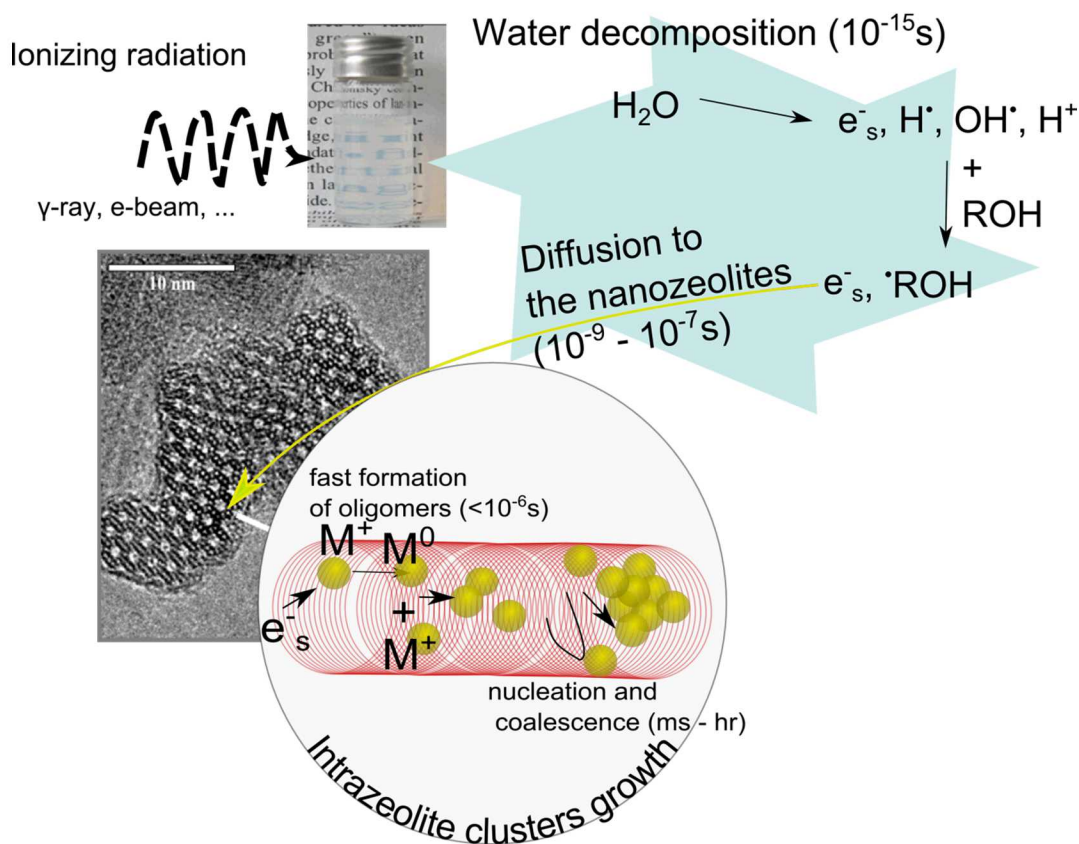 Ionizing radiation
γ-ray, e-beam, ...
Water decomposition (10⁻¹⁵s)
H₂O
e⁻ₛ, H•, OH•, H⁺
+
ROH
e⁻ₛ, •ROH
Diffusion to
the nanozeolites
(10⁻⁹ - 10⁻⁷s)
10 nm
fast formation
of oligomers (<10⁻⁶s)
M⁺
M⁰
+
M⁺
e⁻ₛ
nucleation and
coalescence (ms - hr)
Intrazeolite clusters growth